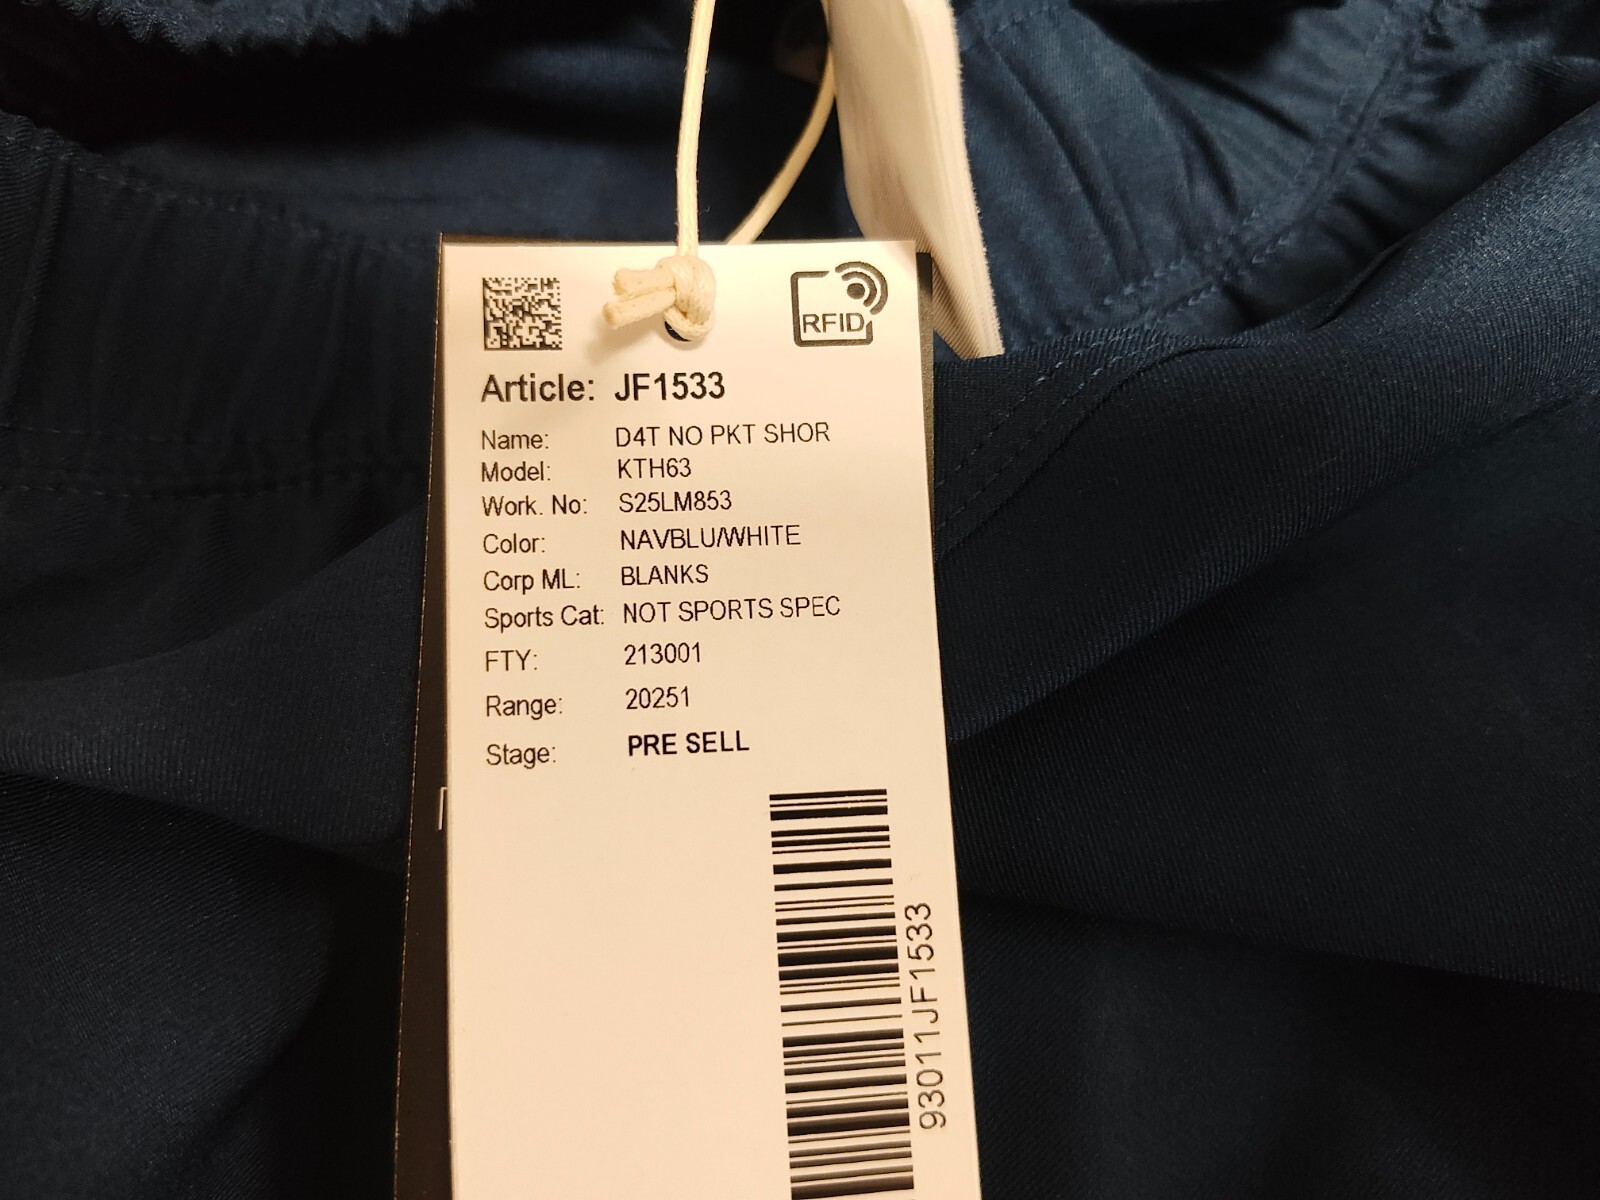 RFID
Article: JF1533
Name: D4T NO PKT SHOR
Model: KTH63
Work. No: S25LM853
Color: NAVBLU/WHITE
Corp ML: BLANKS
Sports Cat: NOT SPORTS SPEC
FTY: 213001
Range: 20251
Stage: PRE SELL
93011JF1533